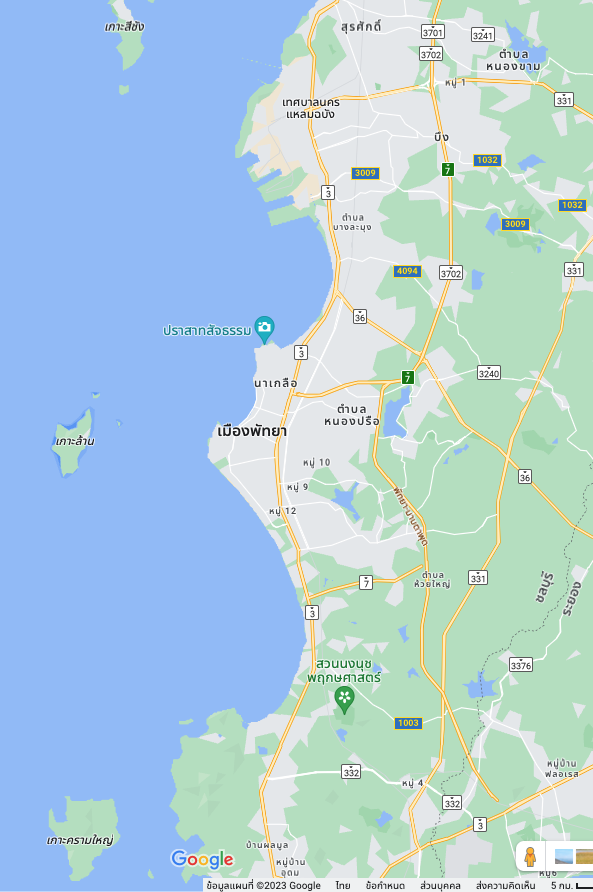 เกาะสีชัง
สุรศักดิ์
3701
3241
3702
ตำบล
หนองขาม
หมู่ 1
331
เทศบาลนคร
แหลมฉบัง
บึง
7
1032
3009
3
1032
ตำบล
บางละมุง
3009
4094
3702
331
36
ปราสาทสัจธรรม
3
3240
7
นาเกลือ
ตำบล
หนองปรือ
เมืองพัทยา
เกาะล้าน
หมู่ 10
36
หมู่ 9
หมู่ 12
พัทยา-มาบตาพุด
ตำบล
ห้วยใหญ่
7
331
ชลบุรี
ระยอง
3
สวนนงนุช
พฤกษศาสตร์
3376
1003
332
หมู่ 4
หมู่บ้าน
ฟลอเรส
332
3
เกาะครามใหญ่
บ้านผลมูล
Google
หมู่บ้าน
อุดม
หมู่6
ข้อมูลแผนที่ ©2023 Google
ไทย
ข้อกำหนด
ส่วนบุคคล
ส่งความคิดเห็น
5 กม.